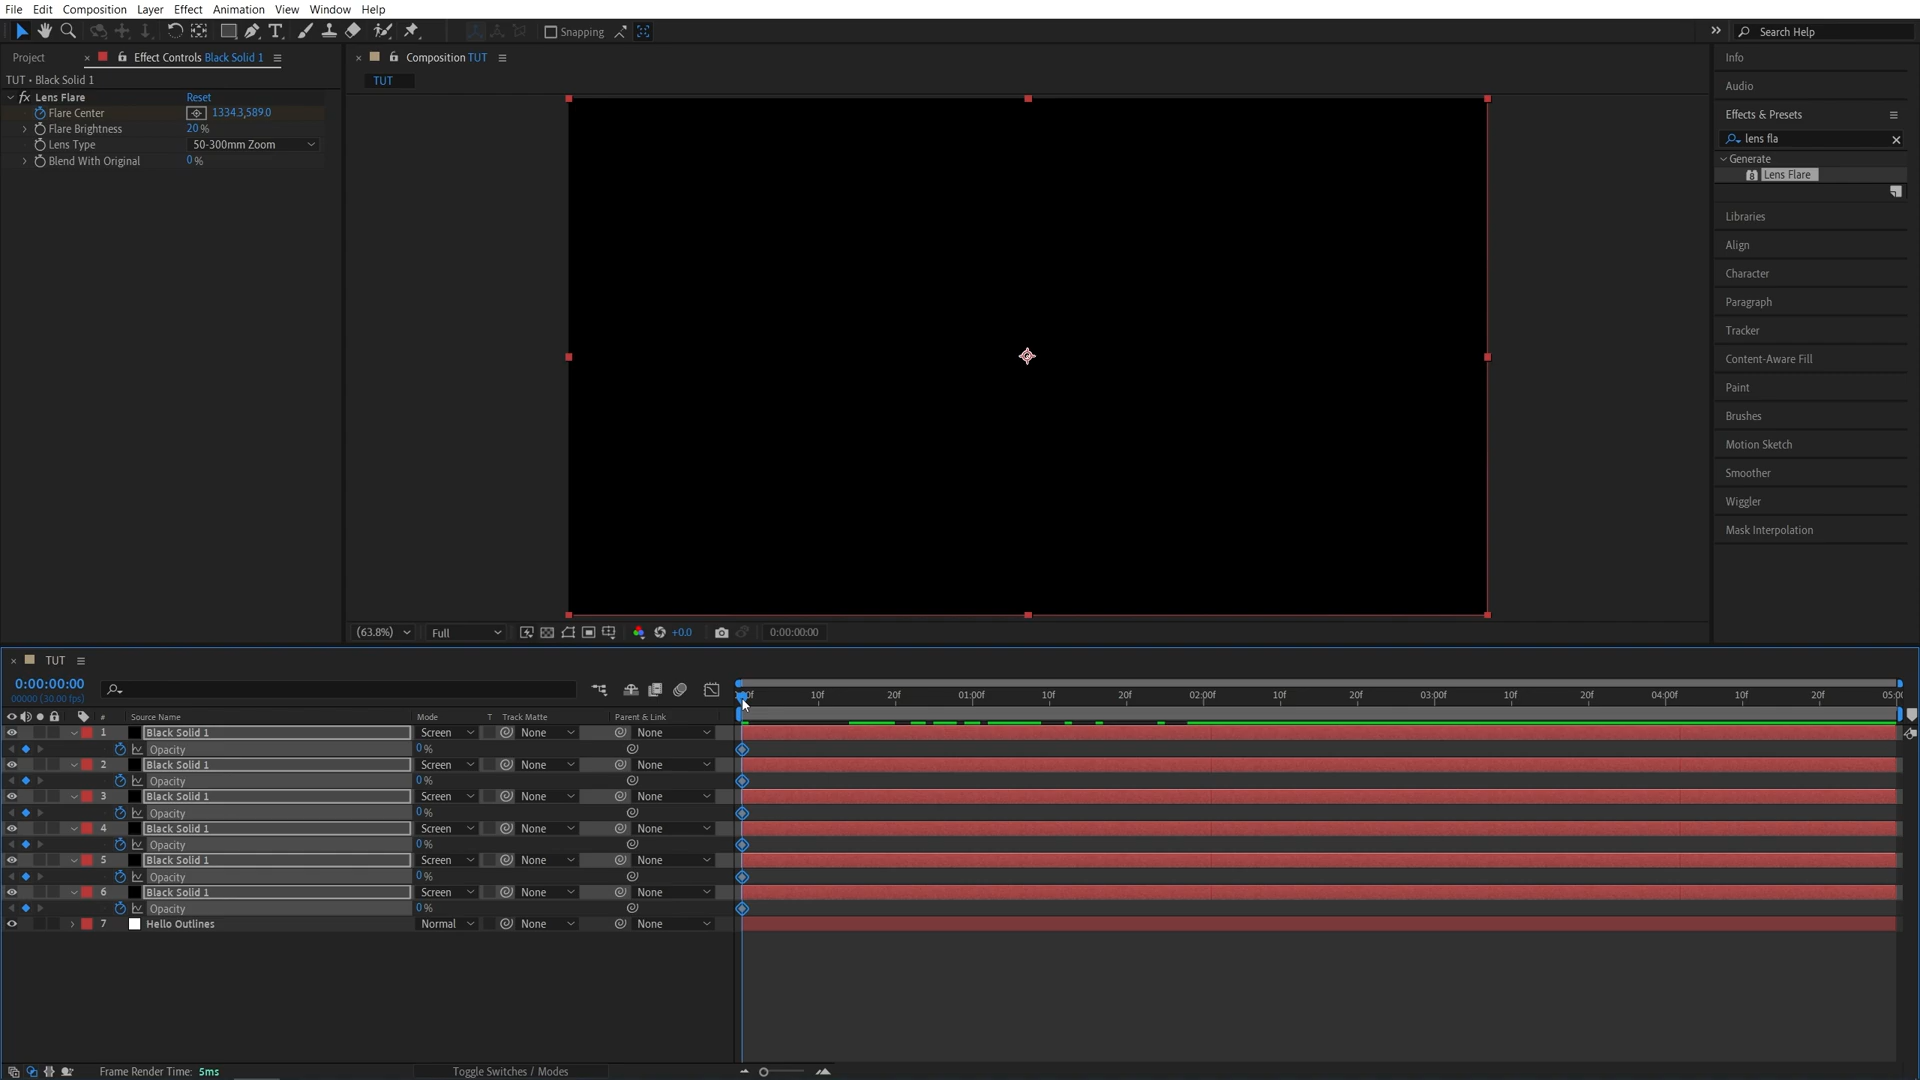 File Edit Composition Layer Effect Animation View Window Help
Snapping
Search Help
Project
Effect Controls Black Solid 1
Composition TUT
TUT • Black Solid 1
TUT
fx Lens Flare Reset
Flare Center 1334.3,589.0
Flare Brightness 20 %
Lens Type 50-300mm Zoom
Blend With Original 0 %
Info
Audio
Effects & Presets
lens fla
Generate
Lens Flare
Libraries
Align
Character
Paragraph
Tracker
Content-Aware Fill
Paint
Brushes
Motion Sketch
Smoother
Wiggler
Mask Interpolation
(63.8%) Full +0.0 0:00:00:00
TUT
0:00:00:00
00000 (30.00 fps)
10f 20f 01:00f 10f 20f 02:00f 10f 20f 03:00f 10f 20f 04:00f 10f 20f 05:00
# Source Name Mode T Track Matte Parent & Link
1 Black Solid 1 Screen None None
Opacity 0 %
2 Black Solid 1 Screen None None
Opacity 0 %
3 Black Solid 1 Screen None None
Opacity 0 %
4 Black Solid 1 Screen None None
Opacity 0 %
5 Black Solid 1 Screen None None
Opacity 0 %
6 Black Solid 1 Screen None None
Opacity 0 %
7 Hello Outlines Normal None None
Frame Render Time: 5ms
Toggle Switches / Modes